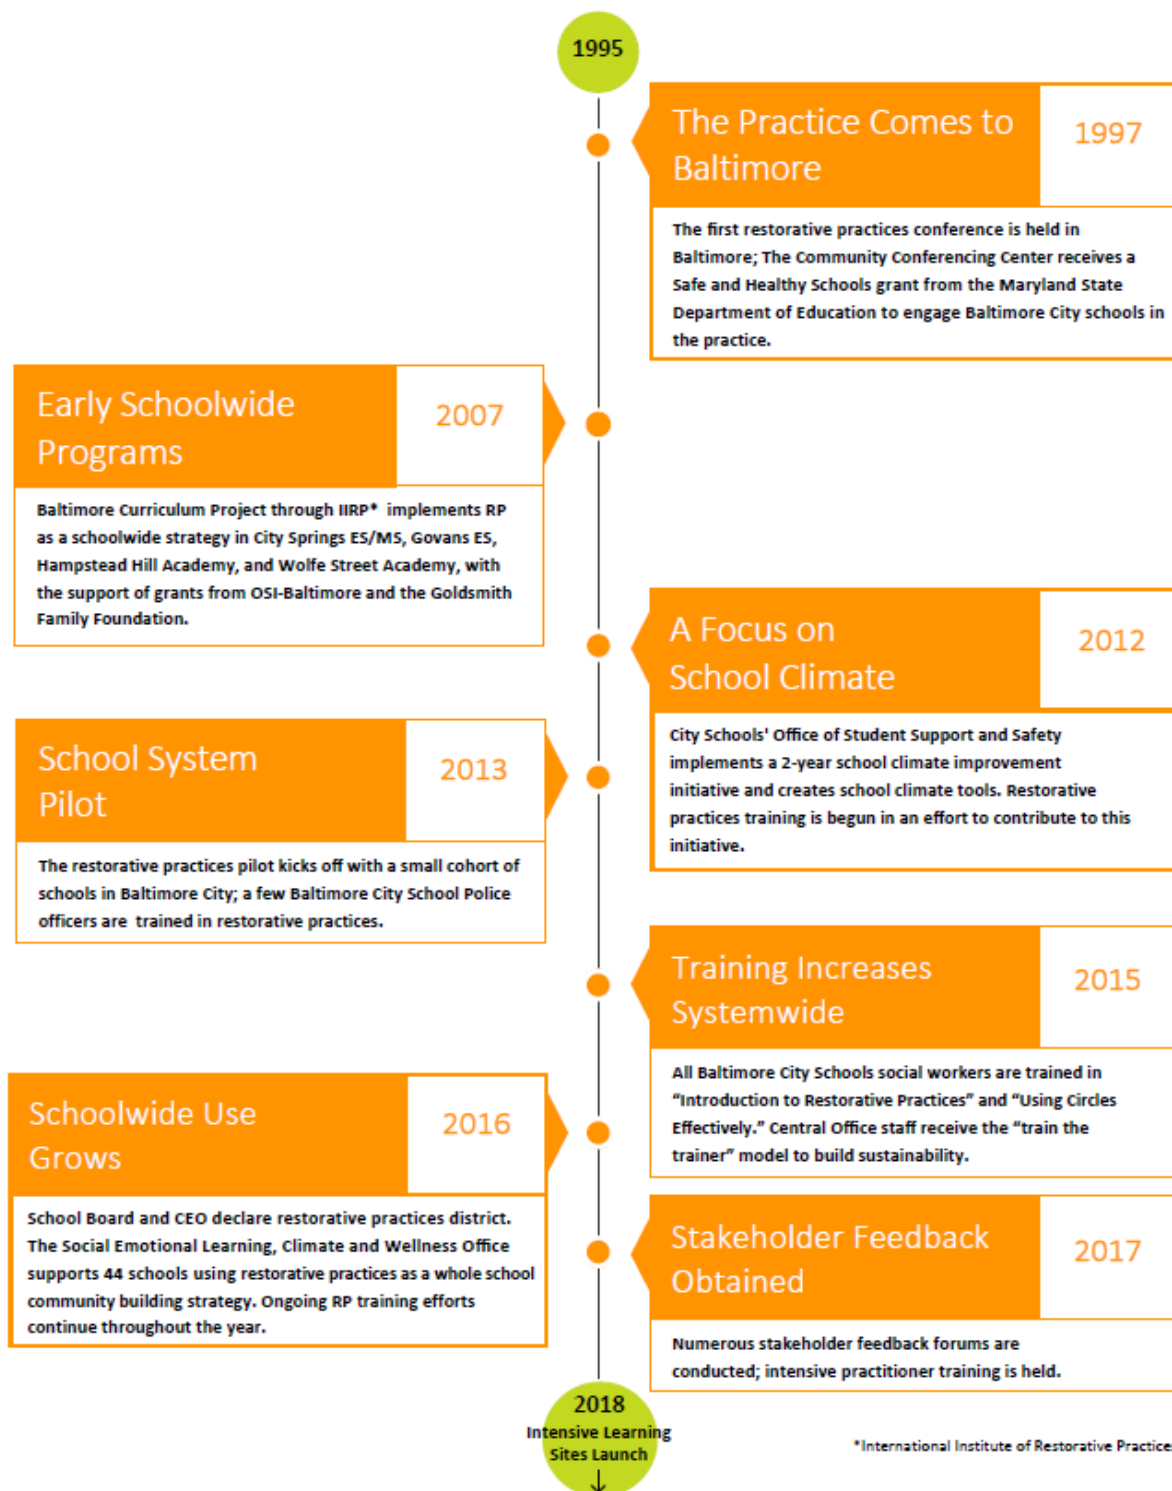 1995
The Practice Comes to
Baltimore
1997
The first restorative practices conference is held in
Baltimore; The Community Conferencing Center receives a
Safe and Healthy Schools grant from the Maryland State
Department of Education to engage Baltimore City schools in
the practice.
Early Schoolwide
Programs
2007
Baltimore Curriculum Project through IIRP* implements RP
as a schoolwide strategy in City Springs ES/MS, Govans ES,
Hampstead Hill Academy, and Wolfe Street Academy, with
the support of grants from OSI-Baltimore and the Goldsmith
Family Foundation.
A Focus on
School Climate
2012
City Schools' Office of Student Support and Safety
implements a 2-year school climate improvement
initiative and creates school climate tools. Restorative
practices training is begun in an effort to contribute to this
initiative.
School System
Pilot
2013
The restorative practices pilot kicks off with a small cohort of
schools in Baltimore City; a few Baltimore City School Police
officers are trained in restorative practices.
Training Increases
Systemwide
2015
All Baltimore City Schools social workers are trained in
“Introduction to Restorative Practices” and “Using Circles
Effectively.” Central Office staff receive the “train the
trainer” model to build sustainability.
Schoolwide Use
Grows
2016
School Board and CEO declare restorative practices district.
The Social Emotional Learning, Climate and Wellness Office
supports 44 schools using restorative practices as a whole school
community building strategy. Ongoing RP training efforts
continue throughout the year.
Stakeholder Feedback
Obtained
2017
Numerous stakeholder feedback forums are
conducted; intensive practitioner training is held.
2018
Intensive Learning
Sites Launch
*International Institute of Restorative Practice